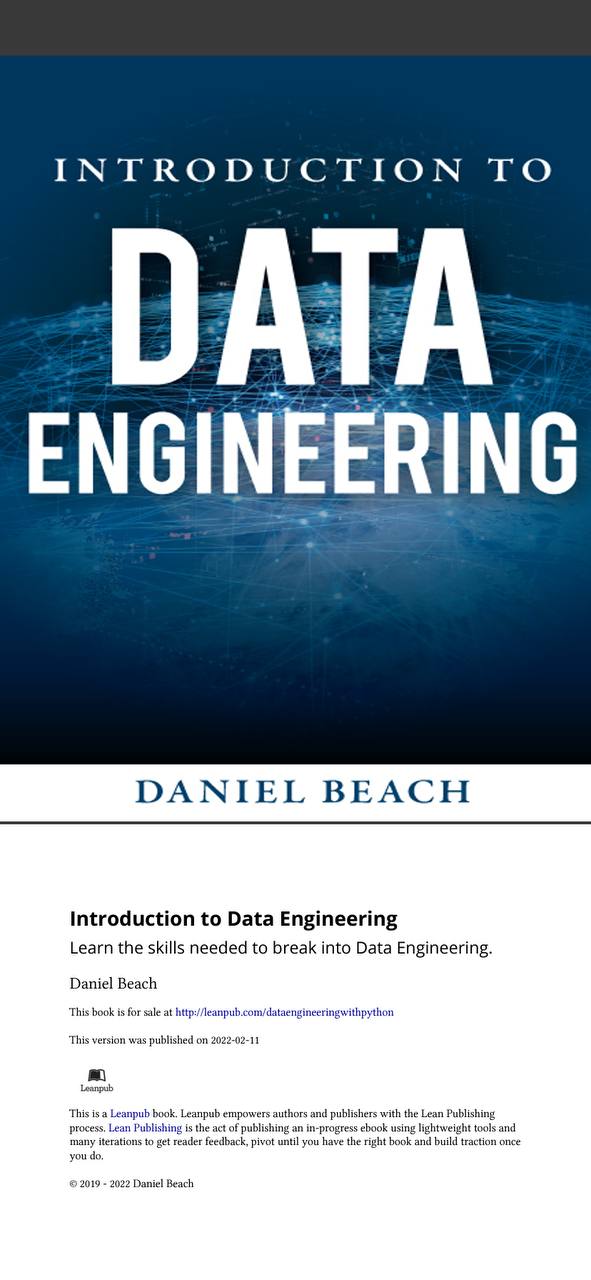 INTRODUCTION TO
DATA
ENGINEERING
DANIEL BEACH
Introduction to Data Engineering
Learn the skills needed to break into Data Engineering.
Daniel Beach
This book is for sale at http://leanpub.com/dataengineeringwithpython
This version was published on 2022-02-11
Leanpub
This is a Leanpub book. Leanpub empowers authors and publishers with the Lean Publishing
process. Lean Publishing is the act of publishing an in-progress ebook using lightweight tools and
many iterations to get reader feedback, pivot until you have the right book and build traction once
you do.
© 2019 - 2022 Daniel Beach